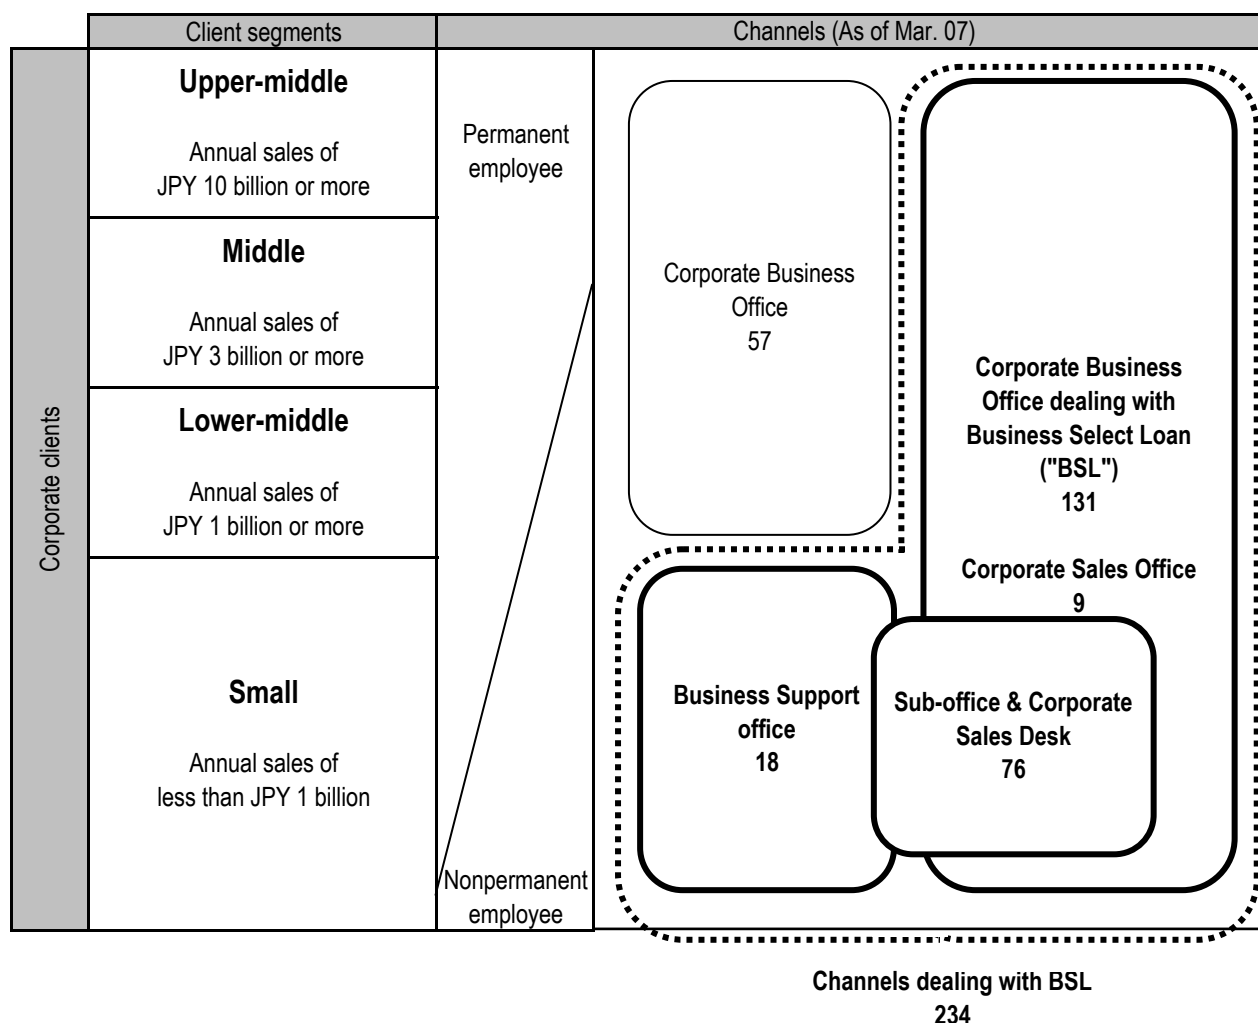 Client segments
Channels (As of Mar. 07)
Corporate clients
Upper-middle
Annual sales of
JPY 10 billion or more
Middle
Annual sales of
JPY 3 billion or more
Lower-middle
Annual sales of
JPY 1 billion or more
Small
Annual sales of
less than JPY 1 billion
Permanent
employee
Nonpermanent
employee
Corporate Business
Office
57
Corporate Business
Office dealing with
Business Select Loan
("BSL")
131
Corporate Sales Office
9
Business Support
office
18
Sub-office & Corporate
Sales Desk
76
Channels dealing with BSL
234